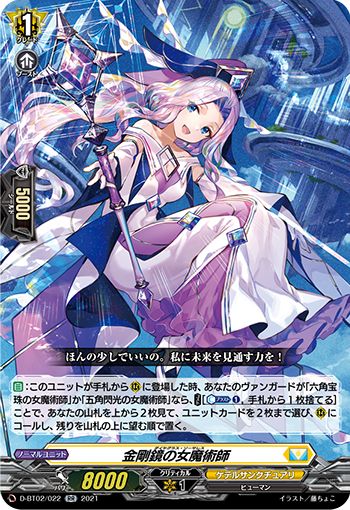 1
グレード
ブースト
5000
シールド
ほんの少しでいいの。私に未来を見通す力を!
自:このユニットが手札からⓇに登場した時、あなたのヴァンガードが「六角宝
珠の女魔術師」か「五角閃光の女魔術師」なら、【コスト】1,手札から1枚捨てる】
ことで、あなたの山札を上から2枚見て、ユニットカードを2枚まで選び、Ⓡに
コールし、残りを山の上に望む順で置く。
ノーマルユニット
金剛鏡の女魔術師
パワー 8000
クリティカル
1
ケテルサンクチュアリ
ヒューマン
D-BT02/022 RR 2021
イラスト/藤ちょこ